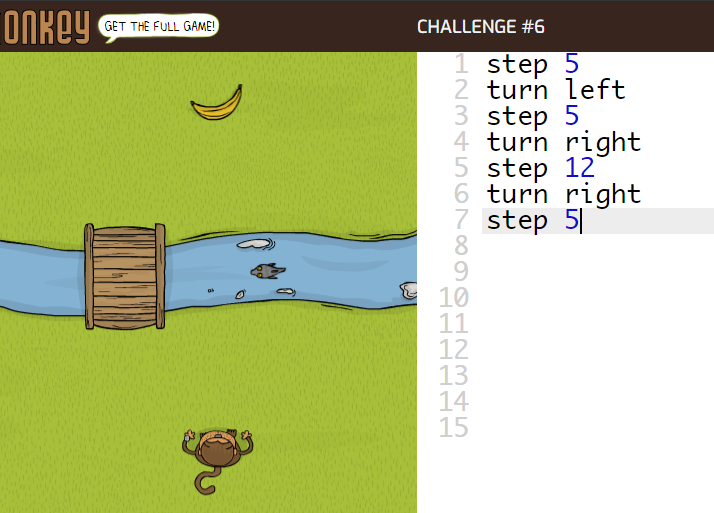 onkey
GET THE FULL GAME!
CHALLENGE #6
1 step 5
2 turn left
3 step 5
4 turn right
5 step 12
6 turn right
7 step 5
8
9
10
11
12
13
14
15